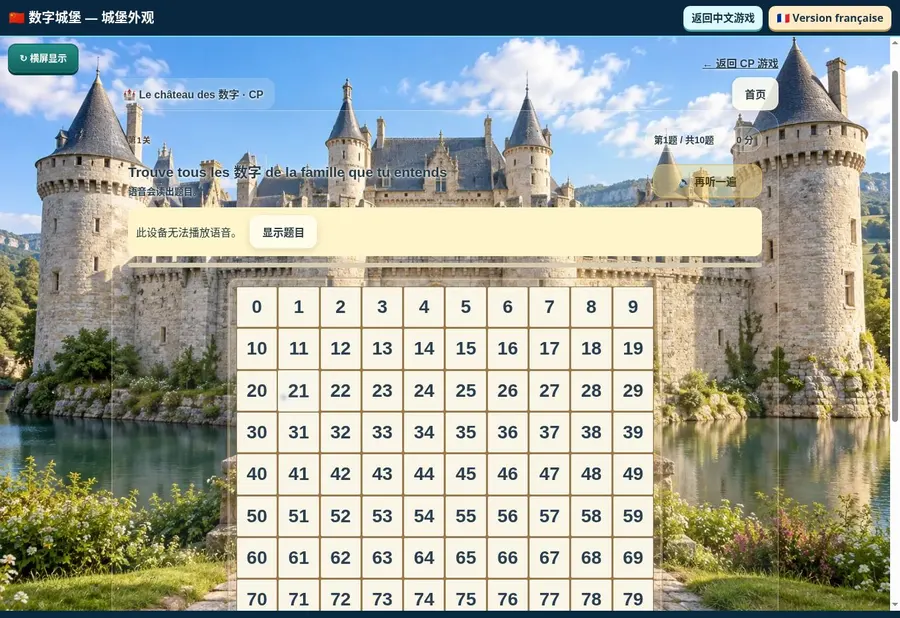 🇨🇳 数字城堡 — 城堡外观
返回中文游戏
🇫🇷 Version française
↻ 横屏显示
← 返回 CP 游戏
🏰 Le château des 数字 · CP
首页
第1关
第1题 / 共10题
0 分
Trouve tous les 数字 de la famille que tu entends
🔊 再听一遍
语音会读出题目
此设备无法播放语音。
显示题目
0 1 2 3 4 5 6 7 8 9
10 11 12 13 14 15 16 17 18 19
20 21 22 23 24 25 26 27 28 29
30 31 32 33 34 35 36 37 38 39
40 41 42 43 44 45 46 47 48 49
50 51 52 53 54 55 56 57 58 59
60 61 62 63 64 65 66 67 68 69
70 71 72 73 74 75 76 77 78 79